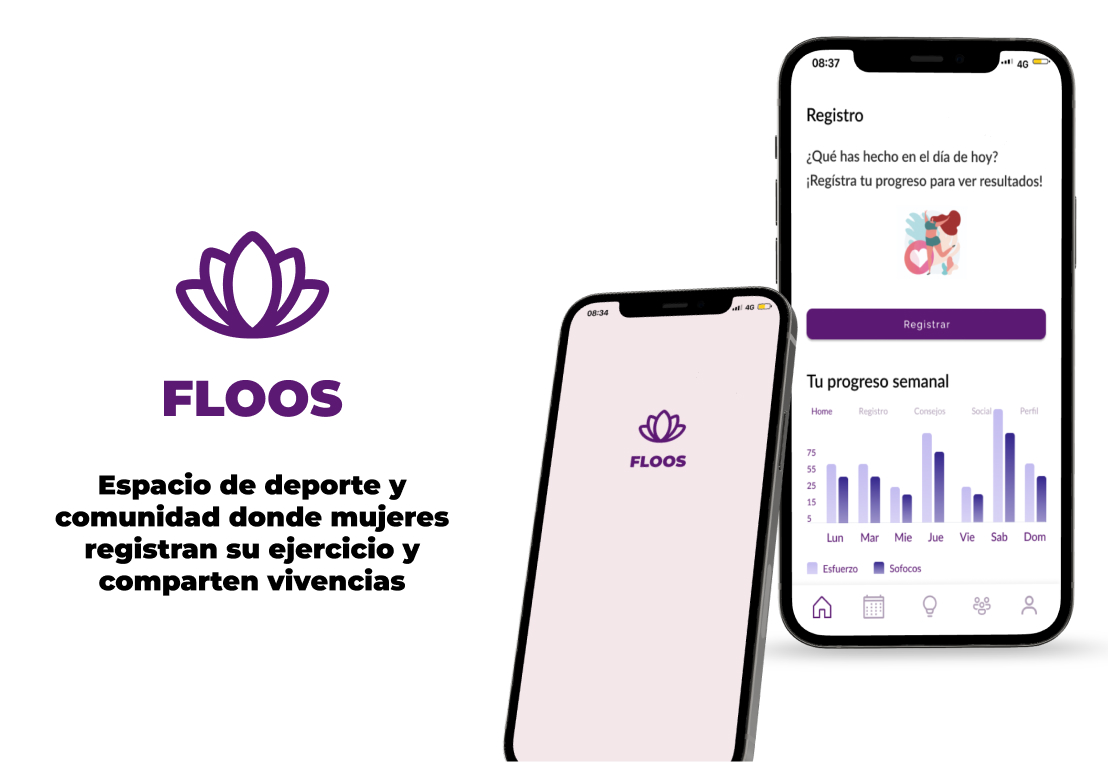 FLOOS
Espacio de deporte y
comunidad donde mujeres
registran su ejercicio y
comparten vivencias
08:34
4G
FLOOS
08:37
4G
Registro
¿Qué has hecho en el día de hoy?
¡Regístra tu progreso para ver resultados!
Registrar
Tu progreso semanal
Home Registro Consejos Social Perfil
75
55
25
15
5
Lun Mar Mie Jue Vie Sab Dom
Esfuerzo Sofocos